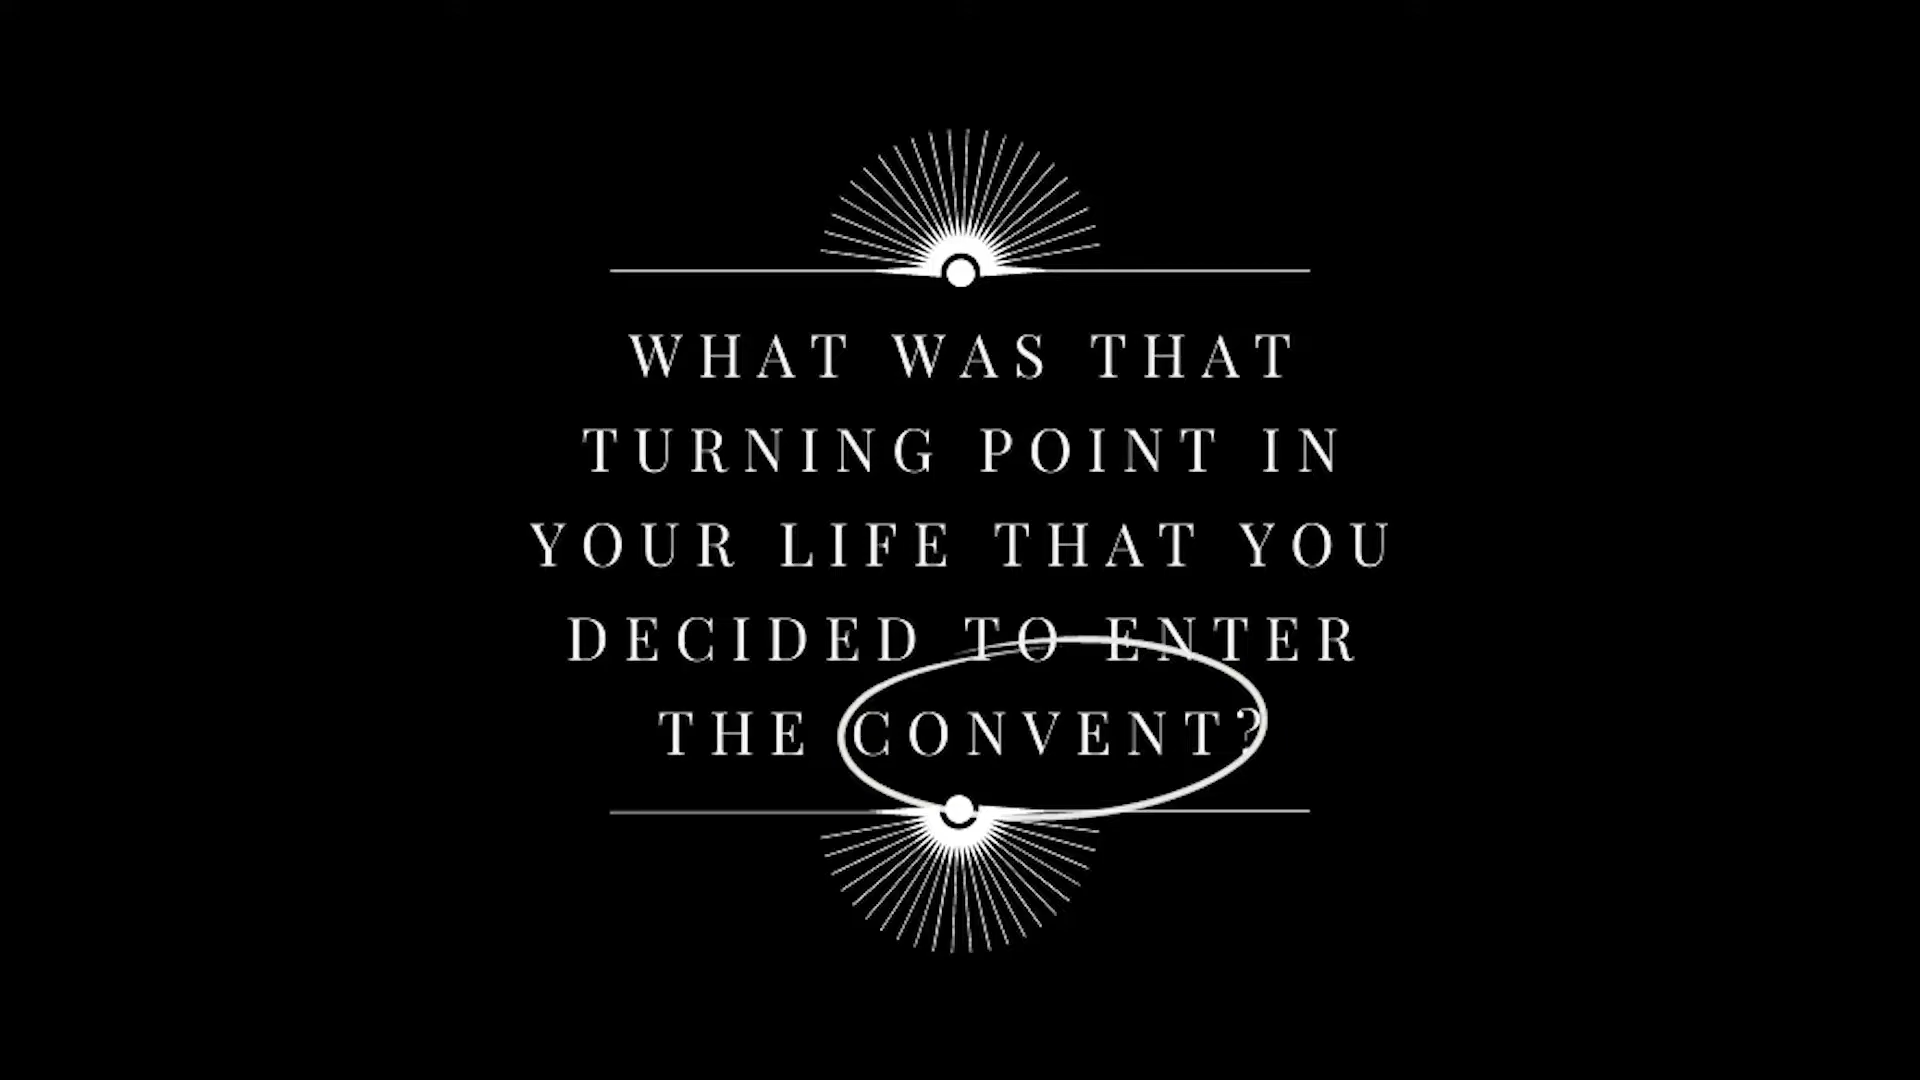 WHAT WAS THAT
TURNING POINT IN
YOUR LIFE THAT YOU
DECIDED TO ENTER
THE CONVENT?